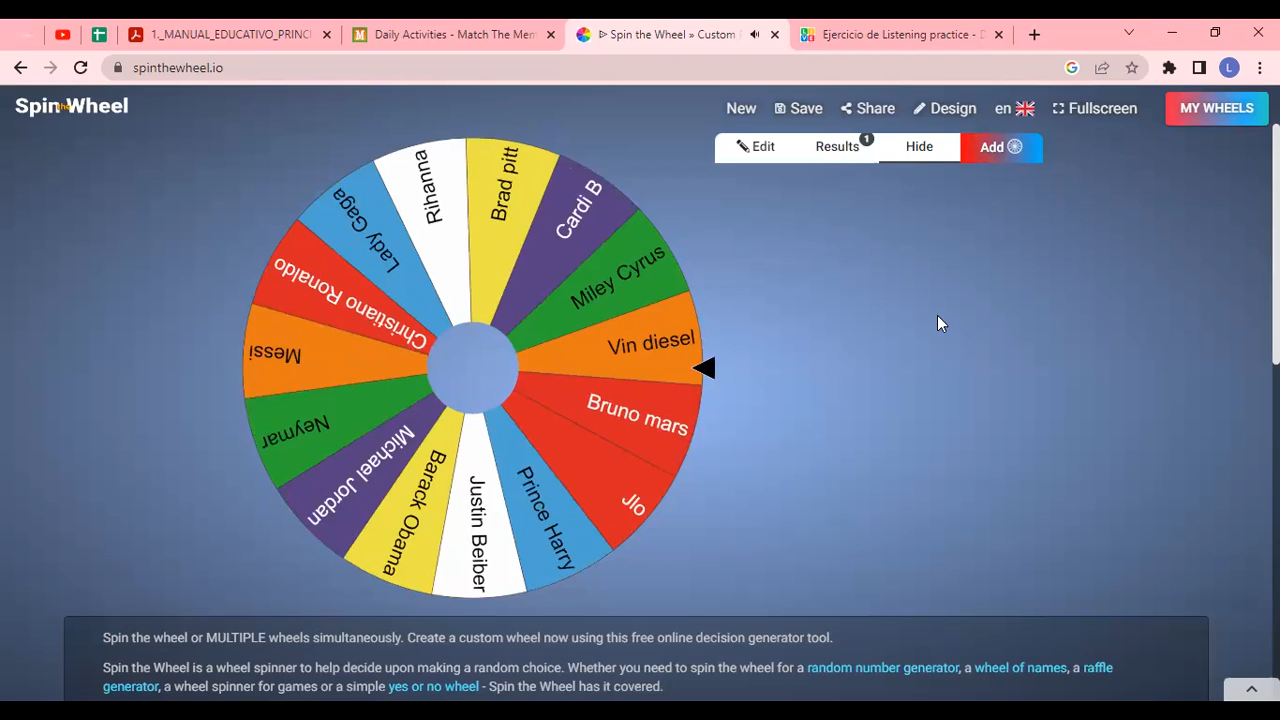 1._MANUAL_EDUCATIVO_PRINCI
Daily Activities - Match The Mem
ᐅ Spin the Wheel » Custom
Ejercicio de Listening practice - D
spinthewheel.io
L
Spin the Wheel
New
Save
Share
Design
en
Fullscreen
MY WHEELS
Edit
Results 1
Hide
Add
Rihanna
Brad pitt
Cardi B
Miley Cyrus
Vin diesel
Bruno mars
Jlo
Prince Harry
Justin Beiber
Barack Obama
Michael Jordan
Neymar
Messi
Christiano Ronaldo
Lady Gaga
Spin the wheel or MULTIPLE wheels simultaneously. Create a custom wheel now using this free online decision generator tool.
Spin the Wheel is a wheel spinner to help decide upon making a random choice. Whether you need to spin the wheel for a random number generator, a wheel of names, a raffle
generator, a wheel spinner for games or a simple yes or no wheel - Spin the Wheel has it covered.